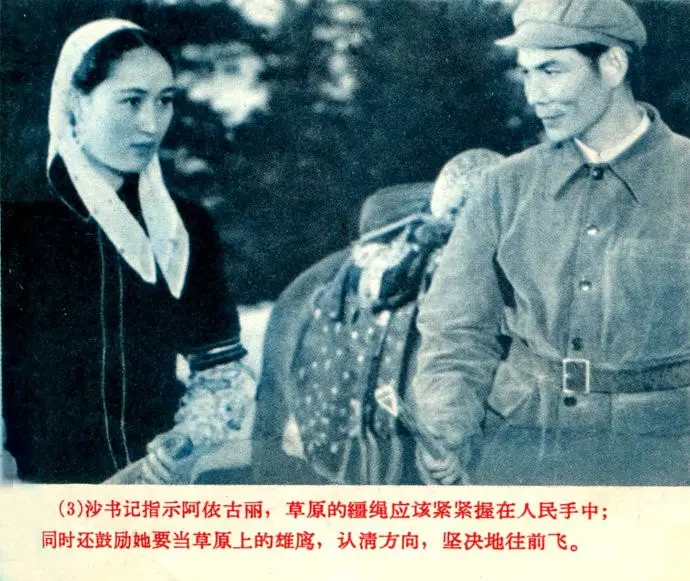 (3)沙书记指示阿依古丽，草原的缰绳应该紧紧握在人民手中；
同时还鼓励她要当草原上的雄鹰，认清方向，坚决地往前飞。